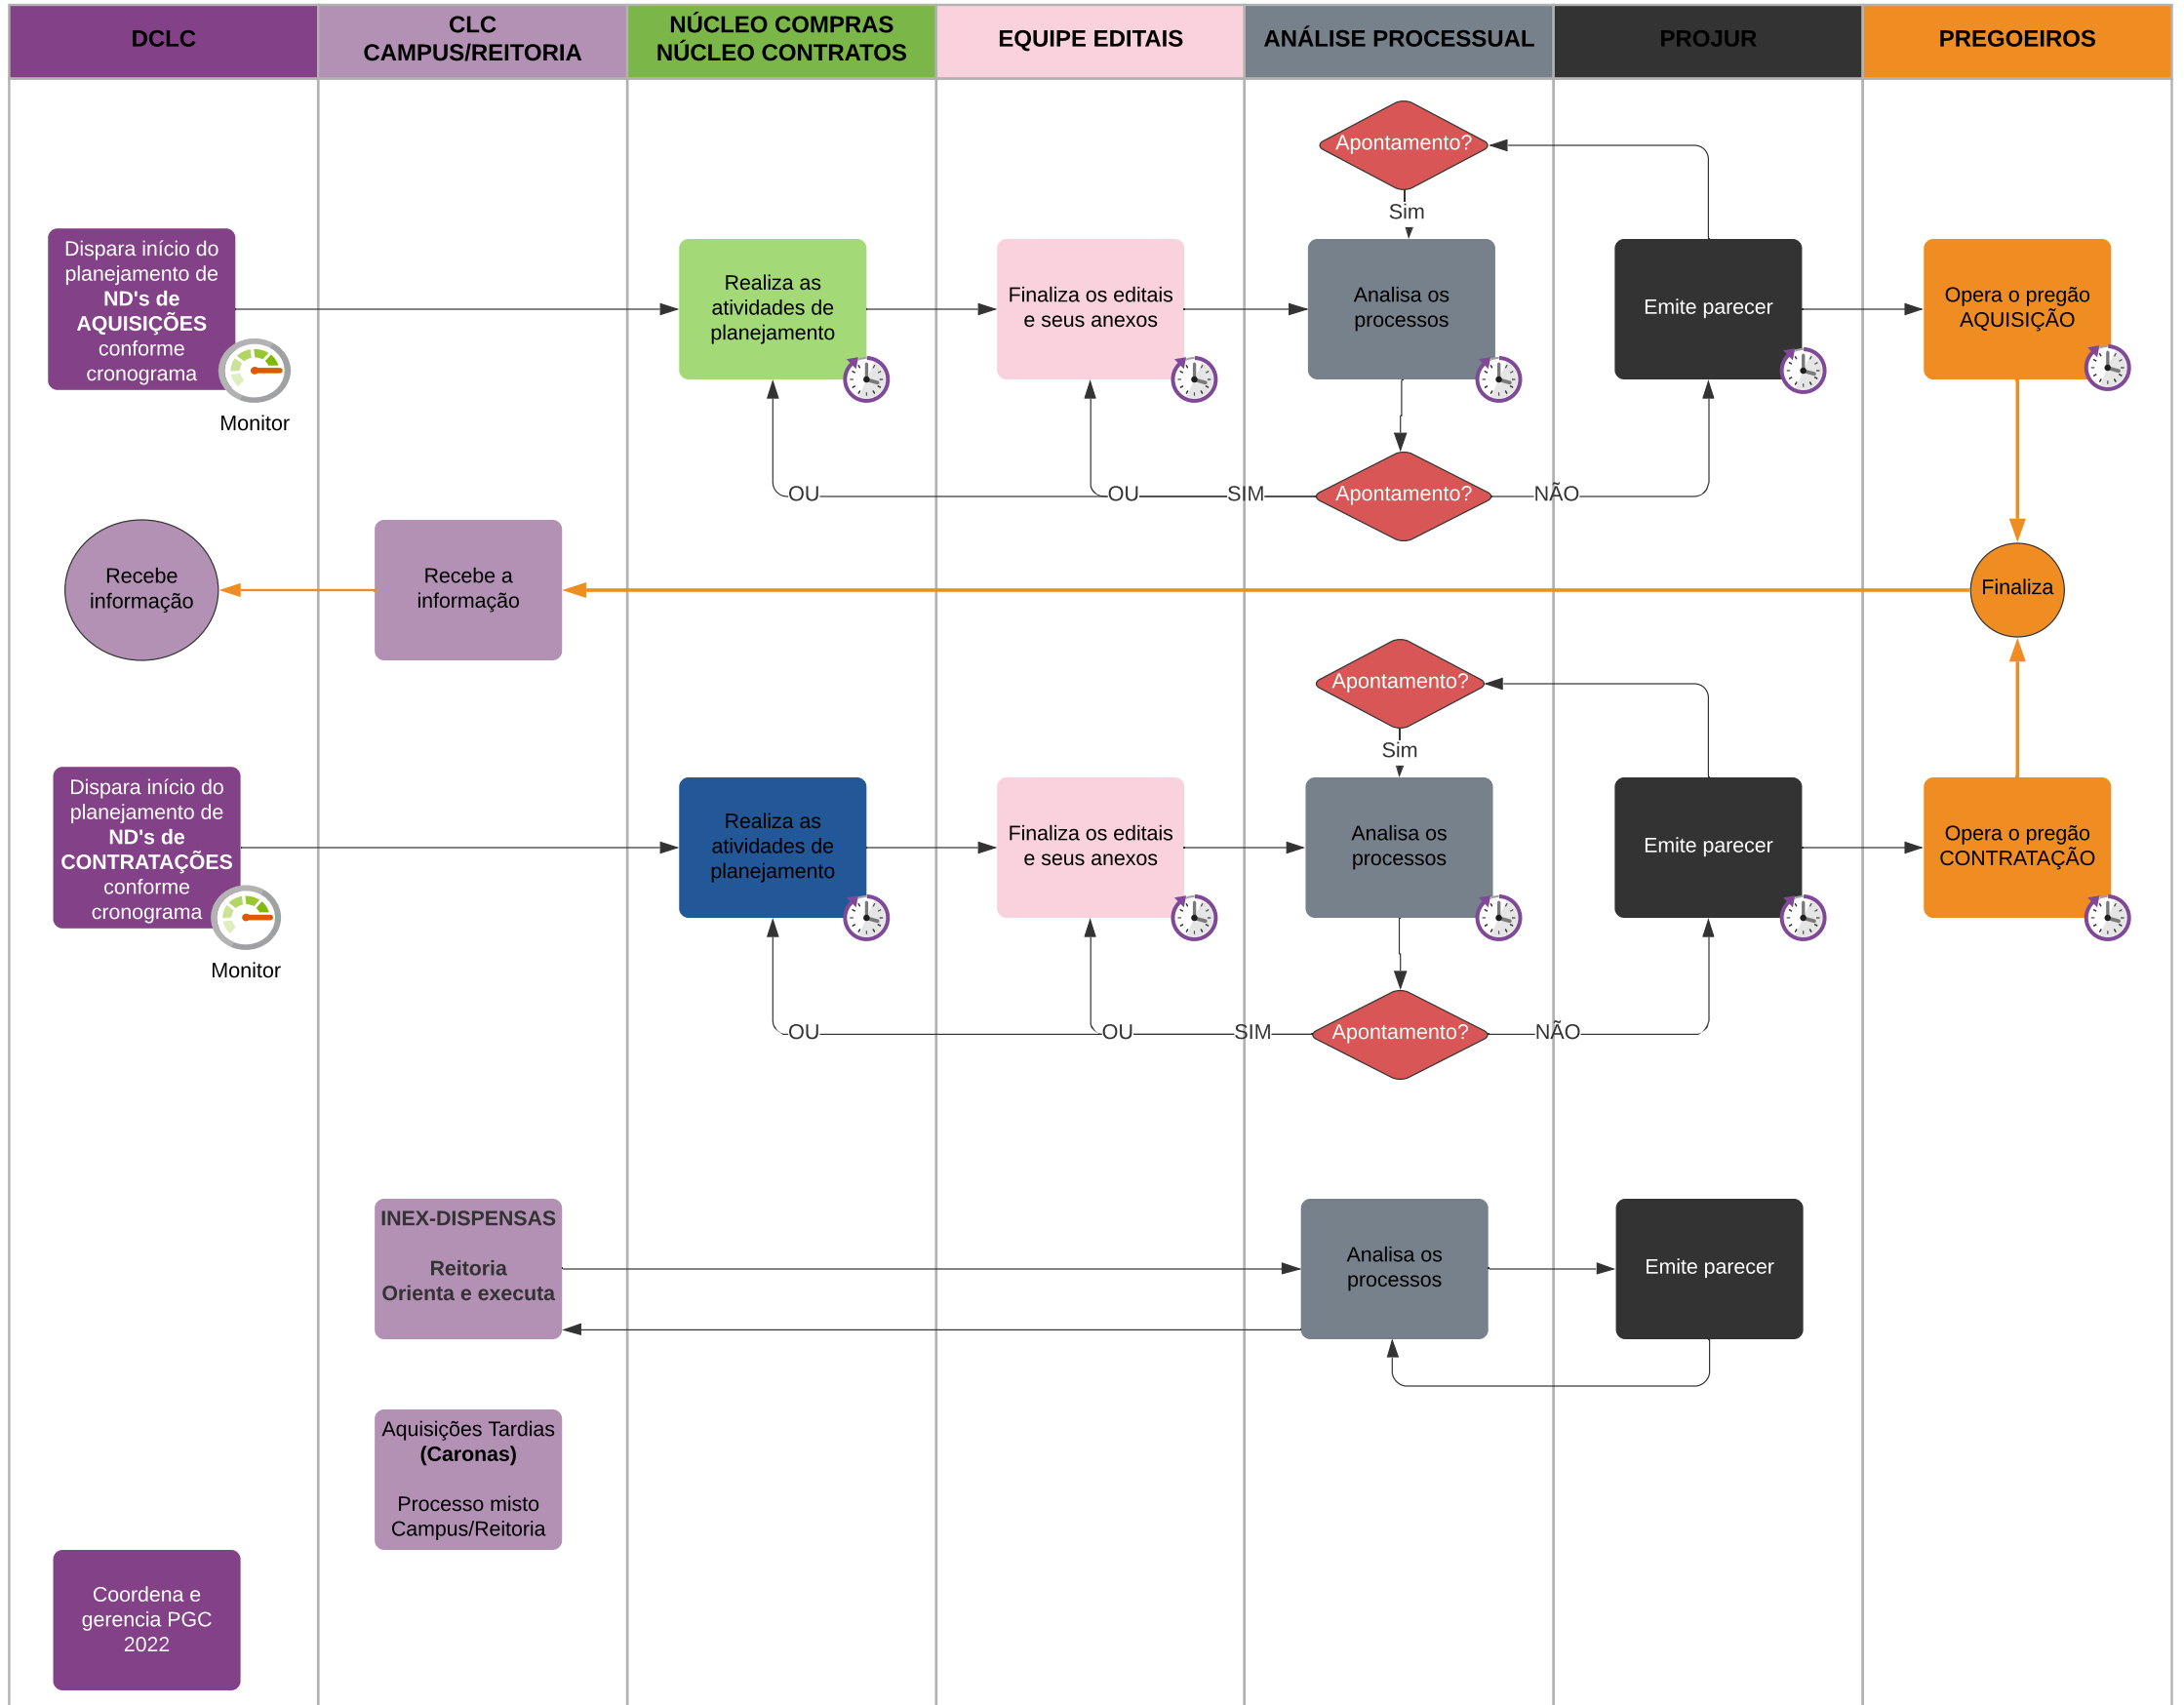 DCLC
CLC
CAMPUS/REITORIA
NÚCLEO COMPRAS
NÚCLEO CONTRATOS
EQUIPE EDITAIS
ANÁLISE PROCESSUAL
PROJUR
PREGOEIROS
Apontamento?
Sim
Dispara início do
planejamento de
ND's de
AQUISIÇÕES
conforme
cronograma
Monitor
Realiza as
atividades de
planejamento
Finaliza os editais
e seus anexos
Analisa os
processos
Emite parecer
Opera o pregão
AQUISIÇÃO
OU
OU
SIM
Apontamento?
NÃO
Recebe
informação
Recebe a
informação
Finaliza
Apontamento?
Sim
Dispara início do
planejamento de
ND's de
CONTRATAÇÕES
conforme
cronograma
Monitor
Realiza as
atividades de
planejamento
Finaliza os editais
e seus anexos
Analisa os
processos
Emite parecer
Opera o pregão
CONTRATAÇÃO
OU
OU
SIM
Apontamento?
NÃO
INEX-DISPENSAS
Reitoria
Orienta e executa
Analisa os
processos
Emite parecer
Aquisições Tardias
(Caronas)
Processo misto
Campus/Reitoria
Coordena e
gerencia PGC
2022